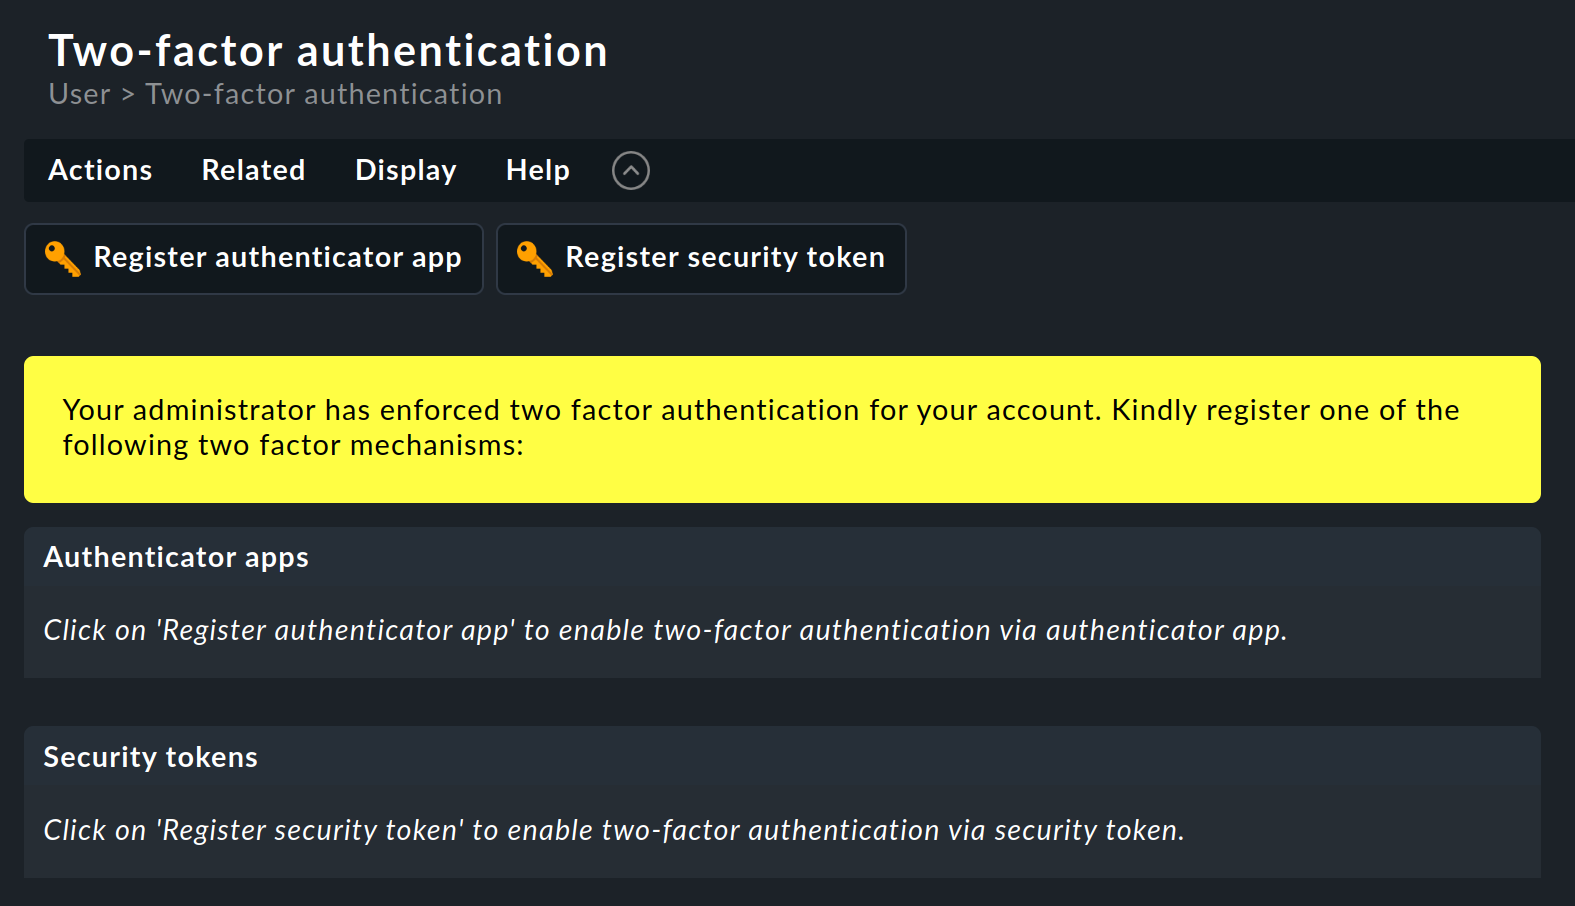 Two-factor authentication
User > Two-factor authentication
Actions Related Display Help
Register authenticator app Register security token
Your administrator has enforced two factor authentication for your account. Kindly register one of the
following two factor mechanisms:
Authenticator apps
Click on 'Register authenticator app' to enable two-factor authentication via authenticator app.
Security tokens
Click on 'Register security token' to enable two-factor authentication via security token.